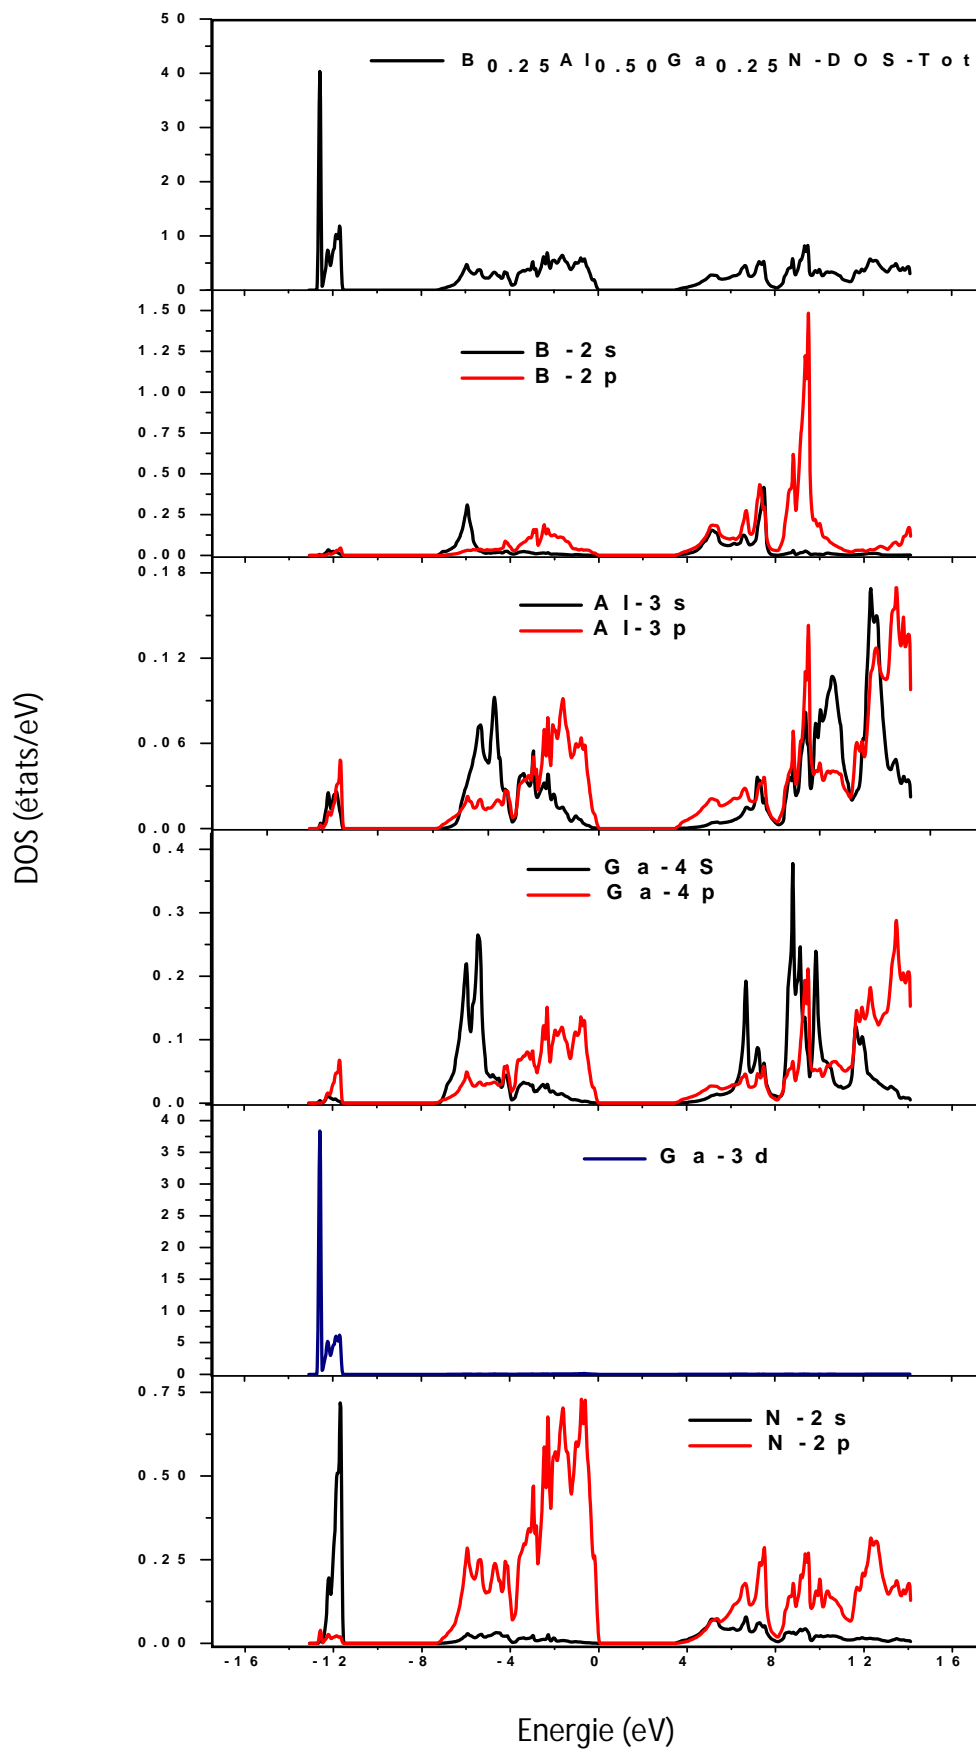 50
B0.25Al0.50Ga0.25N-DOS-Tot
40
30
20
10
0
1.50
B-2s
1.25
B-2p
1.00
0.75
0.50
0.25
0.00
0.18
Al-3s
Al-3p
0.12
0.06
0.00
DOS (états/eV)
0.4
Ga-4S
Ga-4p
0.3
0.2
0.1
0.0
40
35
Ga-3d
30
25
20
15
10
5
0
0.75
N-2s
N-2p
0.50
0.25
0.00
-16 -12 -8 -4 0 4 8 12 16
Energie (eV)